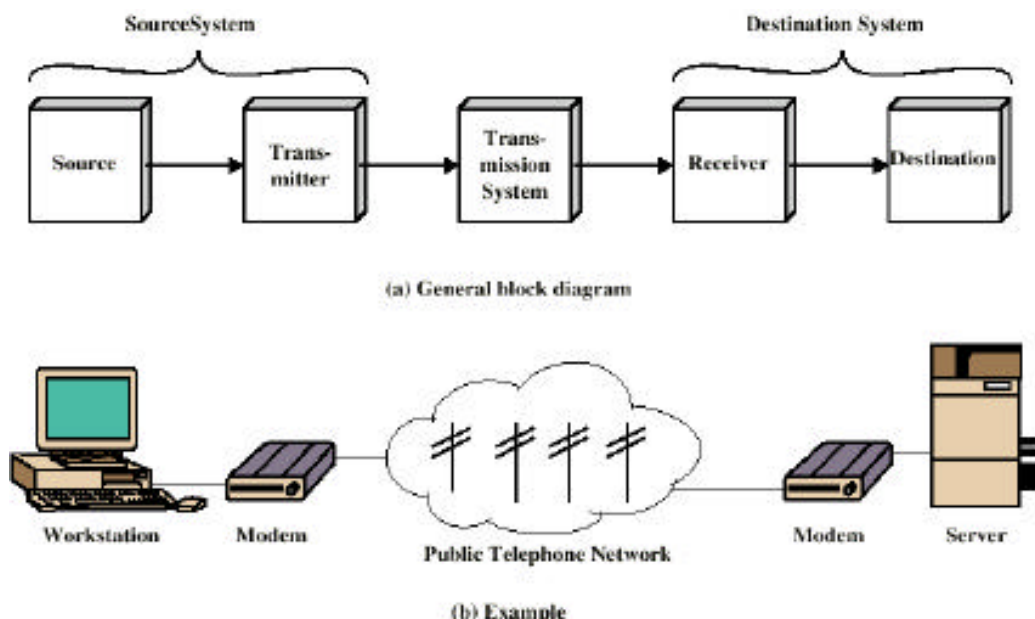 SourceSystem
Destination System
Source
Trans-
mitter
Trans-
mission
System
Receiver
Destination
(a) General block diagram
Workstation
Modem
Public Telephone Network
Modem
Server
(b) Example